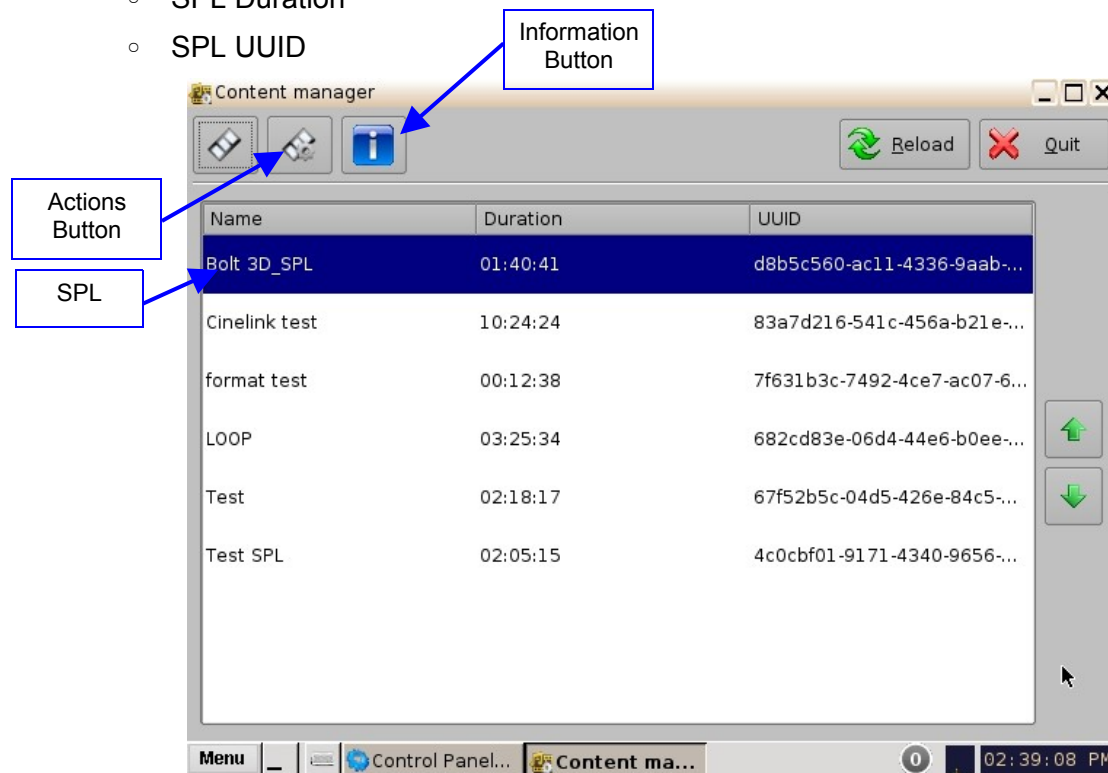 ◦ SPL Duration
◦ SPL UUID
Information
Button
Content manager
Reload
Quit
Actions
Button
SPL
Name Duration UUID
Bolt 3D_SPL 01:40:41 d8b5c560-ac11-4336-9aab-...
Cinelink test 10:24:24 83a7d216-541c-456a-b21e-...
format test 00:12:38 7f631b3c-7492-4ce7-ac07-6...
LOOP 03:25:34 682cd83e-06d4-44e6-b0ee-...
Test 02:18:17 67f52b5c-04d5-426e-84c5-...
Test SPL 02:05:15 4c0cbf01-9171-4340-9656-...
Menu Control Panel... Content ma... 0 02:39:08 PM